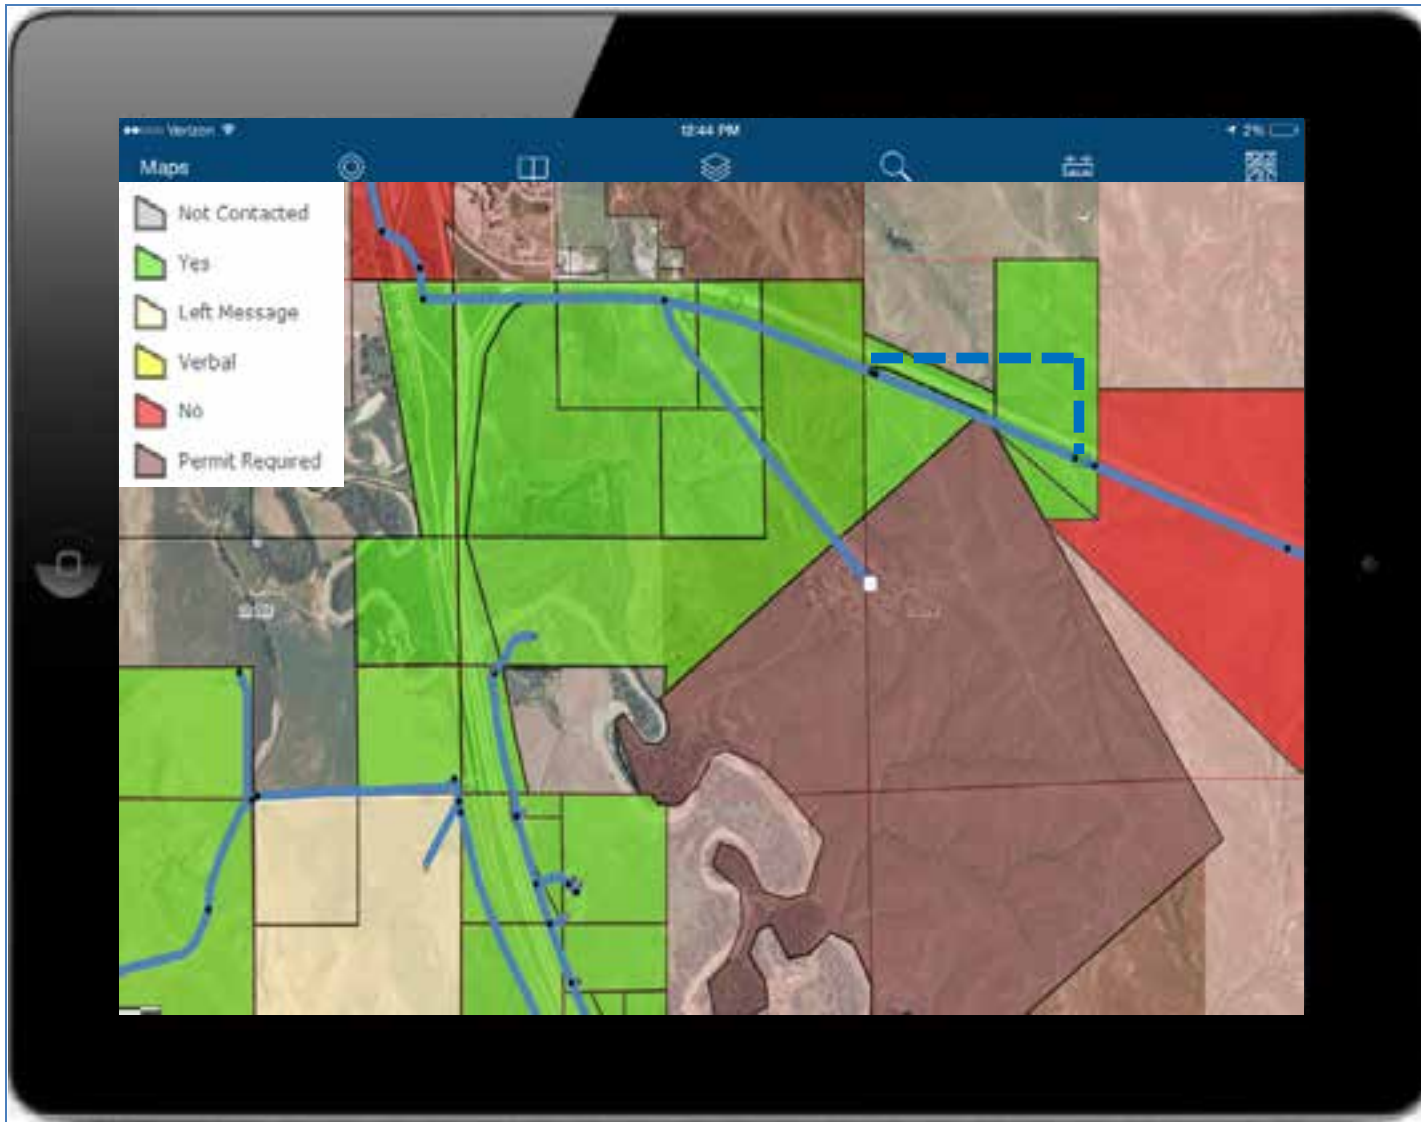 Verizon 12:44 PM 2%
Maps
Not Contacted
Yes
Left Message
Verbal
No
Permit Required